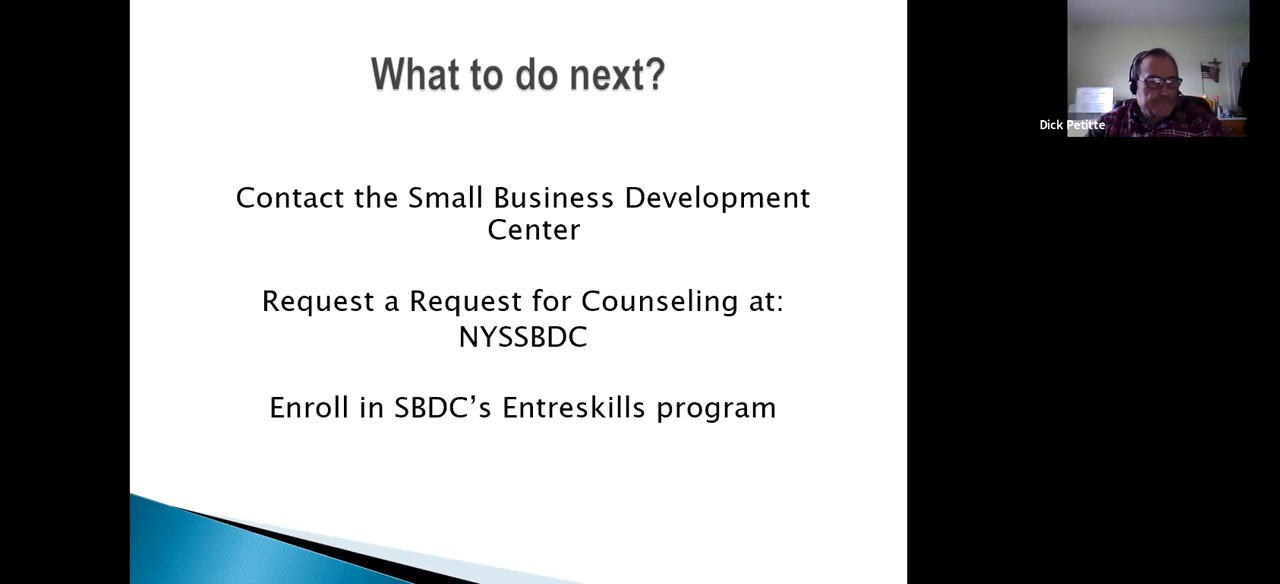 What to do next?
Contact the Small Business Development
Center
Request a Request for Counseling at:
NYSSBDC
Enroll in SBDC’s Entreskills program
Dick Petitte